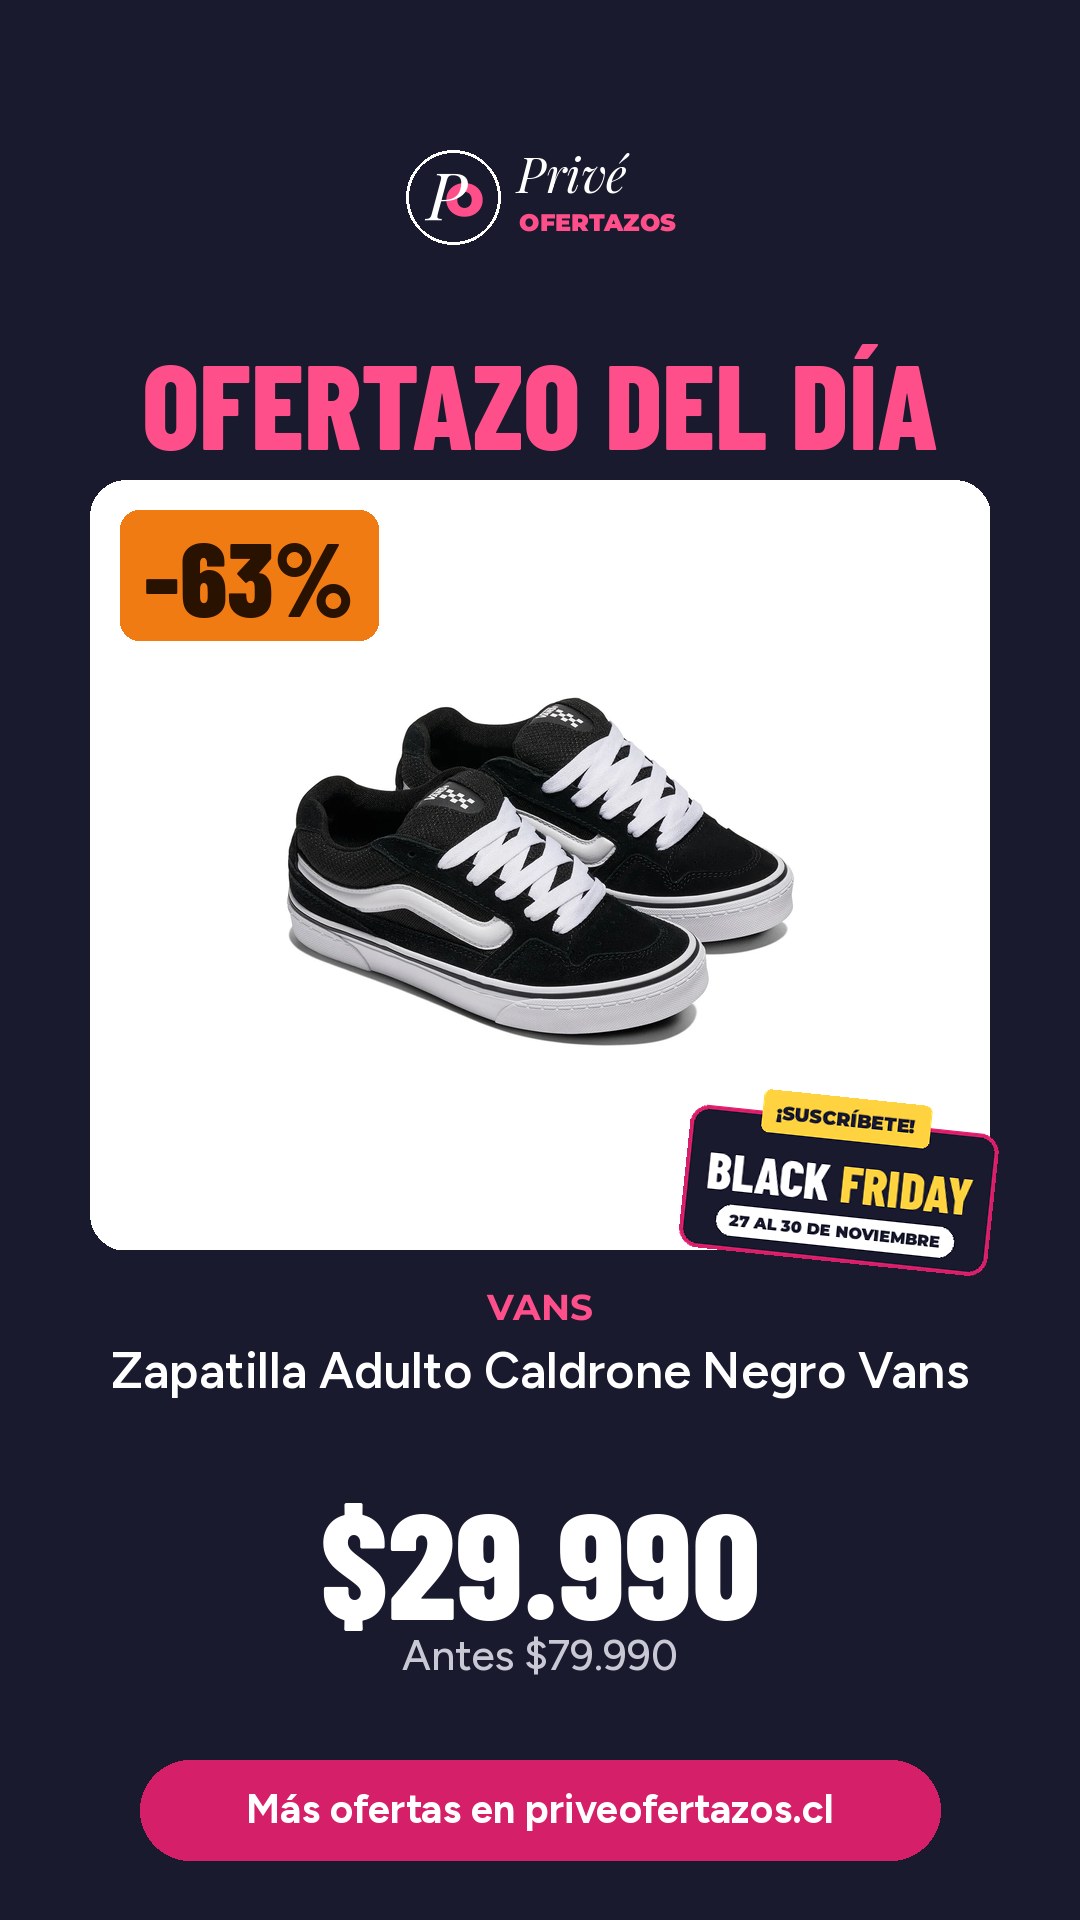 Po
Privé
OFERTAZOS
OFERTAZO DEL DÍA
-63%
¡SUSCRÍBETE!
BLACK FRIDAY
27 AL 30 DE NOVIEMBRE
VANS
Zapatilla Adulto Caldrone Negro Vans
$29.990
Antes $79.990
Más ofertas en priveofertazos.cl